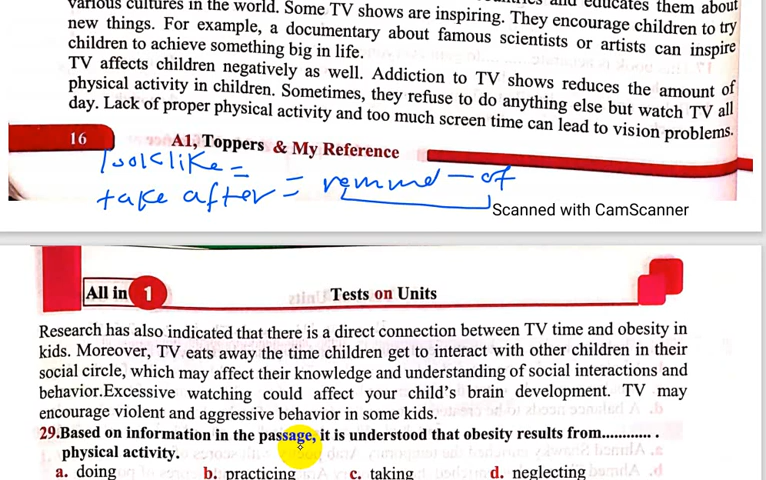 various cultures in the world. Some TV shows are inspiring. They encourage children to try
new things. For example, a documentary about famous scientists or artists can inspire
children to achieve something big in life.
TV affects children negatively as well. Addiction to TV shows reduces the amount of
physical activity in children. Sometimes, they refuse to do anything else but watch TV all
day. Lack of proper physical activity and too much screen time can lead to vision problems.
16 A1, Toppers & My Reference
look like =
take after = remind - of
Scanned with CamScanner
All in 1 Tests on Units
Research has also indicated that there is a direct connection between TV time and obesity in
kids. Moreover, TV eats away the time children get to interact with other children in their
social circle, which may affect their knowledge and understanding of social interactions and
behavior.Excessive watching could affect your child's brain development. TV may
encourage violent and aggressive behavior in some kids.
29.Based on information in the passage, it is understood that obesity results from............ .
physical activity.
a. doing b. practicing c. taking d. neglecting